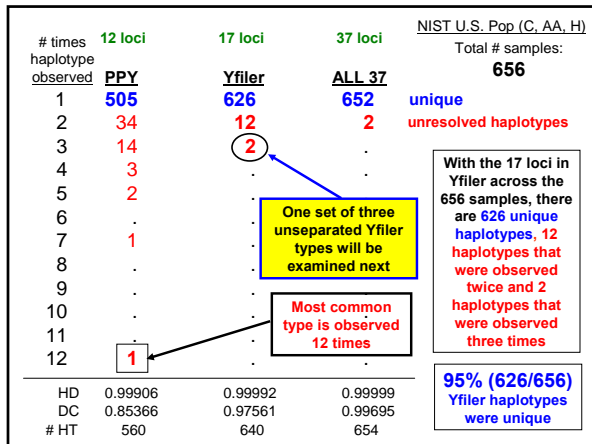 NIST U.S. Pop (C, AA, H)
Total # samples:
656
# times
haplotype
observed
12 loci 17 loci 37 loci
PPY Yfiler ALL 37
1 505 626 652 unique
2 34 12 2 unresolved haplotypes
3 14 2 .
4 3 . .
5 2 . .
6 . . .
7 1 . .
8 . . .
9 . . .
10 . . .
11 . . .
12 1 . .
One set of three
unseparated Yfiler
types will be
examined next
Most common
type is observed
12 times
With the 17 loci in
Yfiler across the
656 samples, there
are 626 unique
haplotypes, 12
haplotypes that
were observed
twice and 2
haplotypes that
were observed
three times
HD 0.99906 0.99992 0.99999
DC 0.85366 0.97561 0.99695
# HT 560 640 654
95% (626/656)
Yfiler haplotypes
were unique